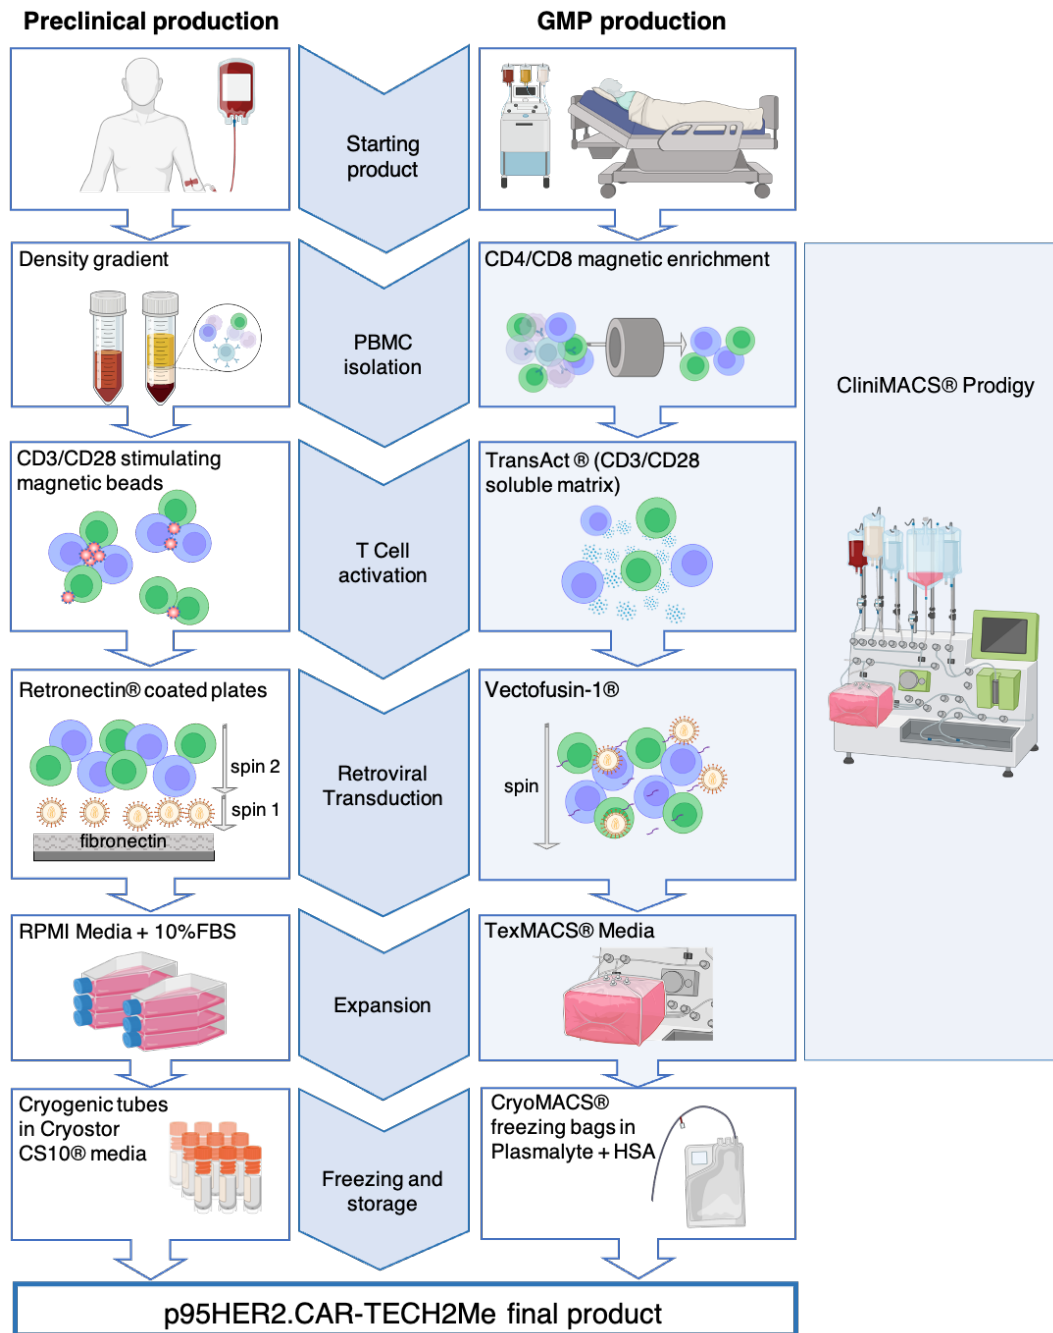 Preclinical production
GMP production
Starting
product
Density gradient
PBMC
isolation
CD4/CD8 magnetic enrichment
CliniMACS® Prodigy
CD3/CD28 stimulating
magnetic beads
T Cell
activation
TransAct ® (CD3/CD28
soluble matrix)
Retronectin® coated plates
spin 2
spin 1
fibronectin
Retroviral
Transduction
Vectofusin-1®
spin
RPMI Media + 10%FBS
Expansion
TexMACS® Media
Cryogenic tubes
in Cryostor
CS10® media
Freezing and
storage
CryoMACS®
freezing bags in
Plasmalyte + HSA
p95HER2.CAR-TECH2Me final product